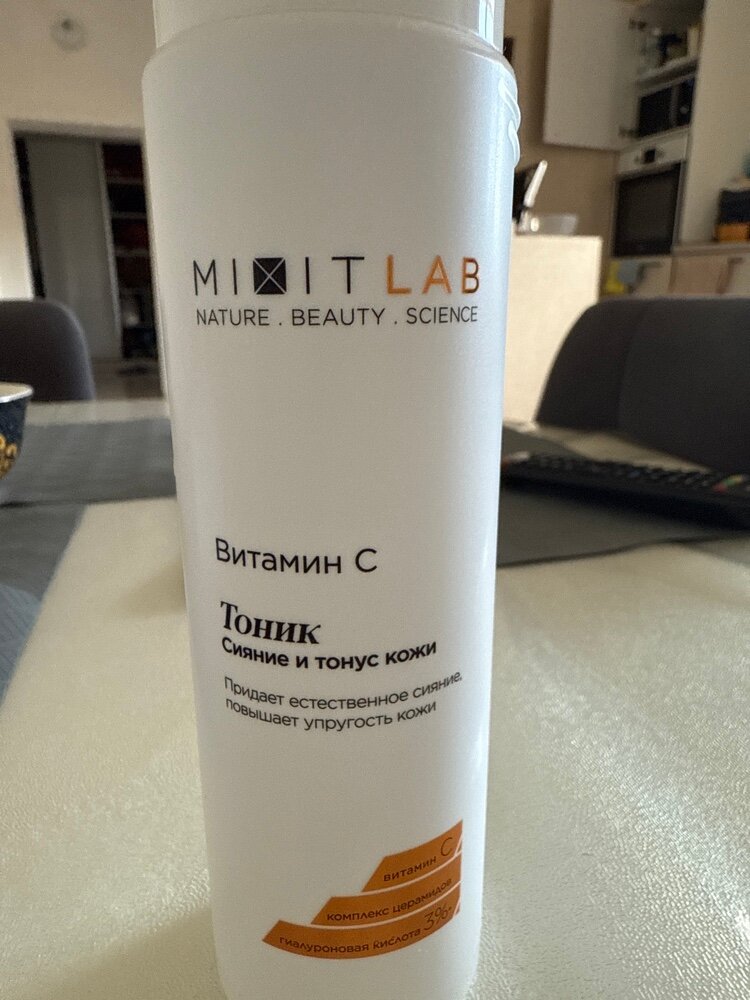 MIXIT LAB
NATURE . BEAUTY . SCIENCE
Витамин С
Тоник
Сияние и тонус кожи
Придает естественное сияние,
повышает упругость кожи
витамин С
комплекс церамидов
гиалуроновая кислота 3%